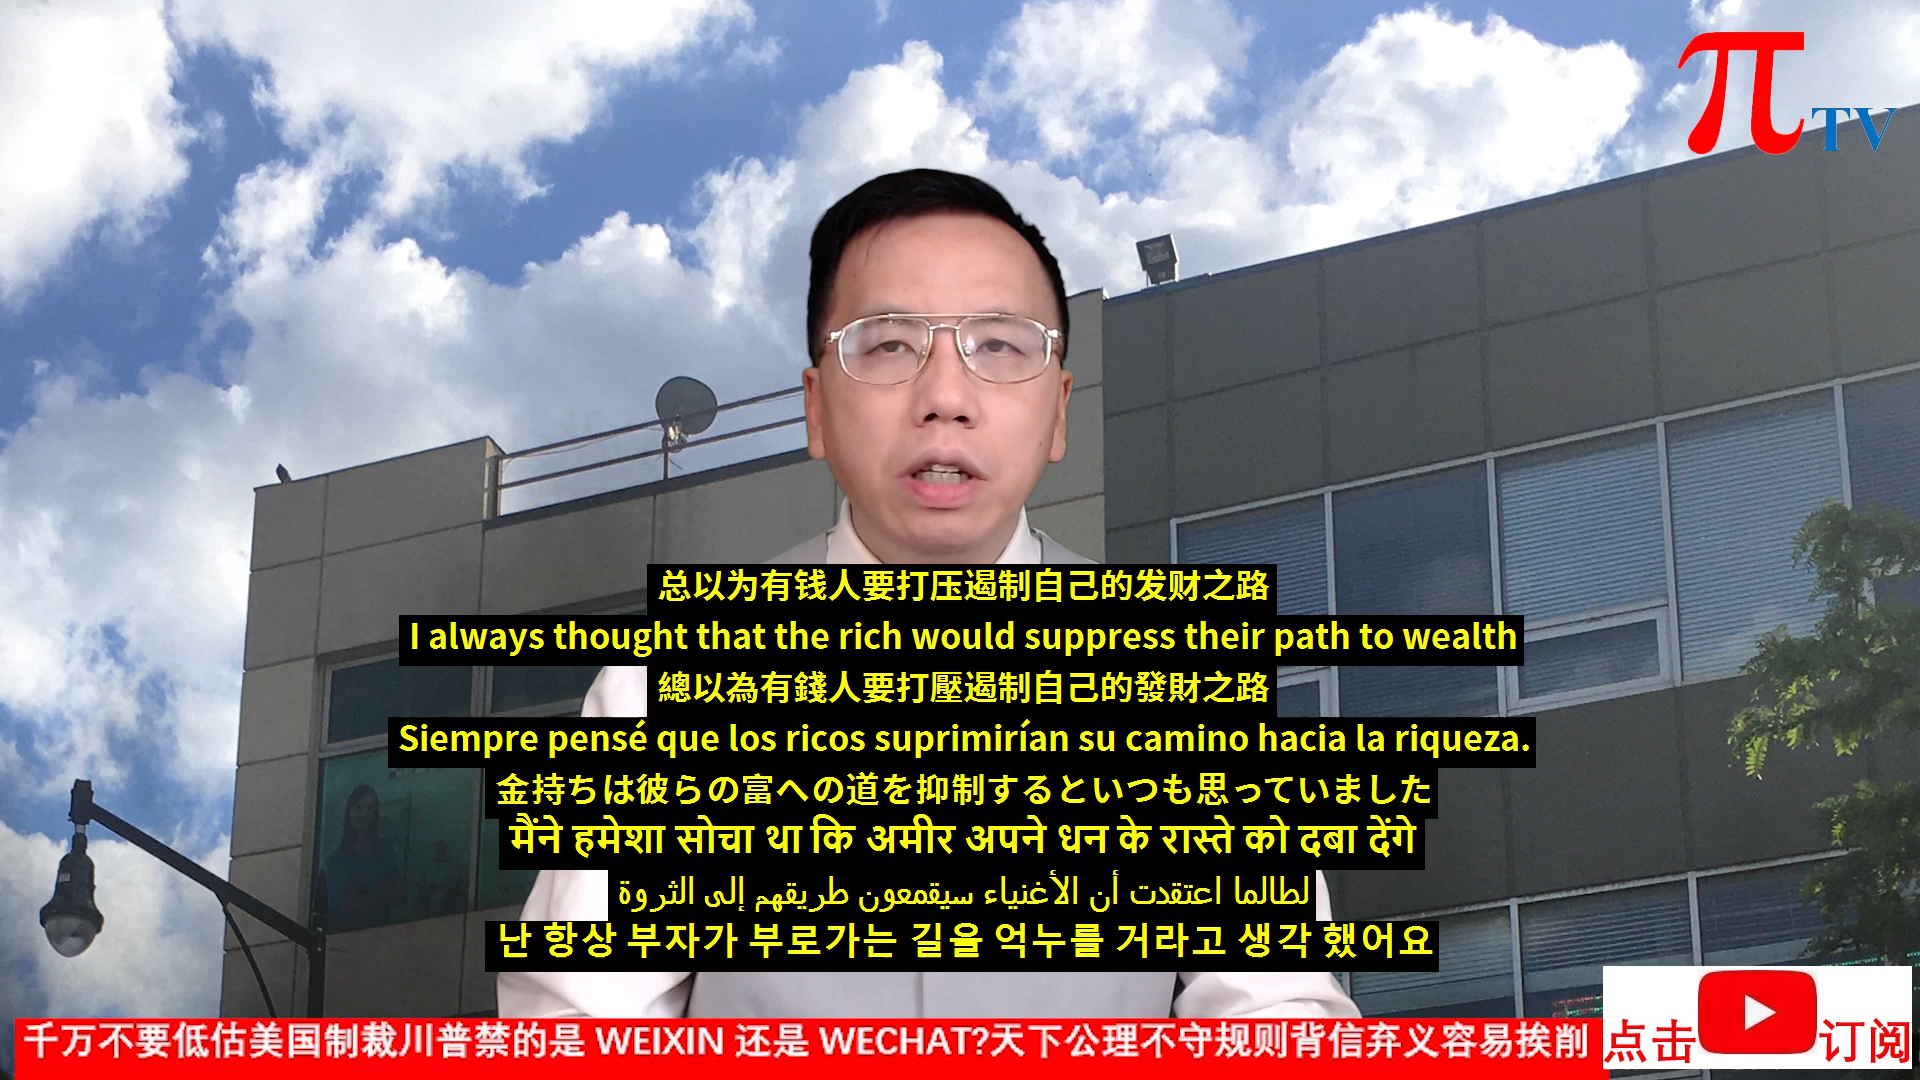 π TV
总以为有钱人要打压遏制自己的发财之路
I always thought that the rich would suppress their path to wealth
總以為有錢人要打壓遏制自己的發財之路
Siempre pensé que los ricos suprimirían su camino hacia la riqueza.
金持ちは彼らの富への道を抑制するといつも思っていました
मैंने हमेशा सोचा था कि अमीर अपने धन के रास्ते को दबा देंगे
لطالما اعتقدت أن الأغنياء سيقمعون طريقهم إلى الثروة
난 항상 부자가 부로가는 길을 억누를 거라고 생각 했어요
千万不要低估美国制裁川普禁的是 WEIXIN 还是 WECHAT?天下公理不守规则背信弃义容易挨削
点击 订阅